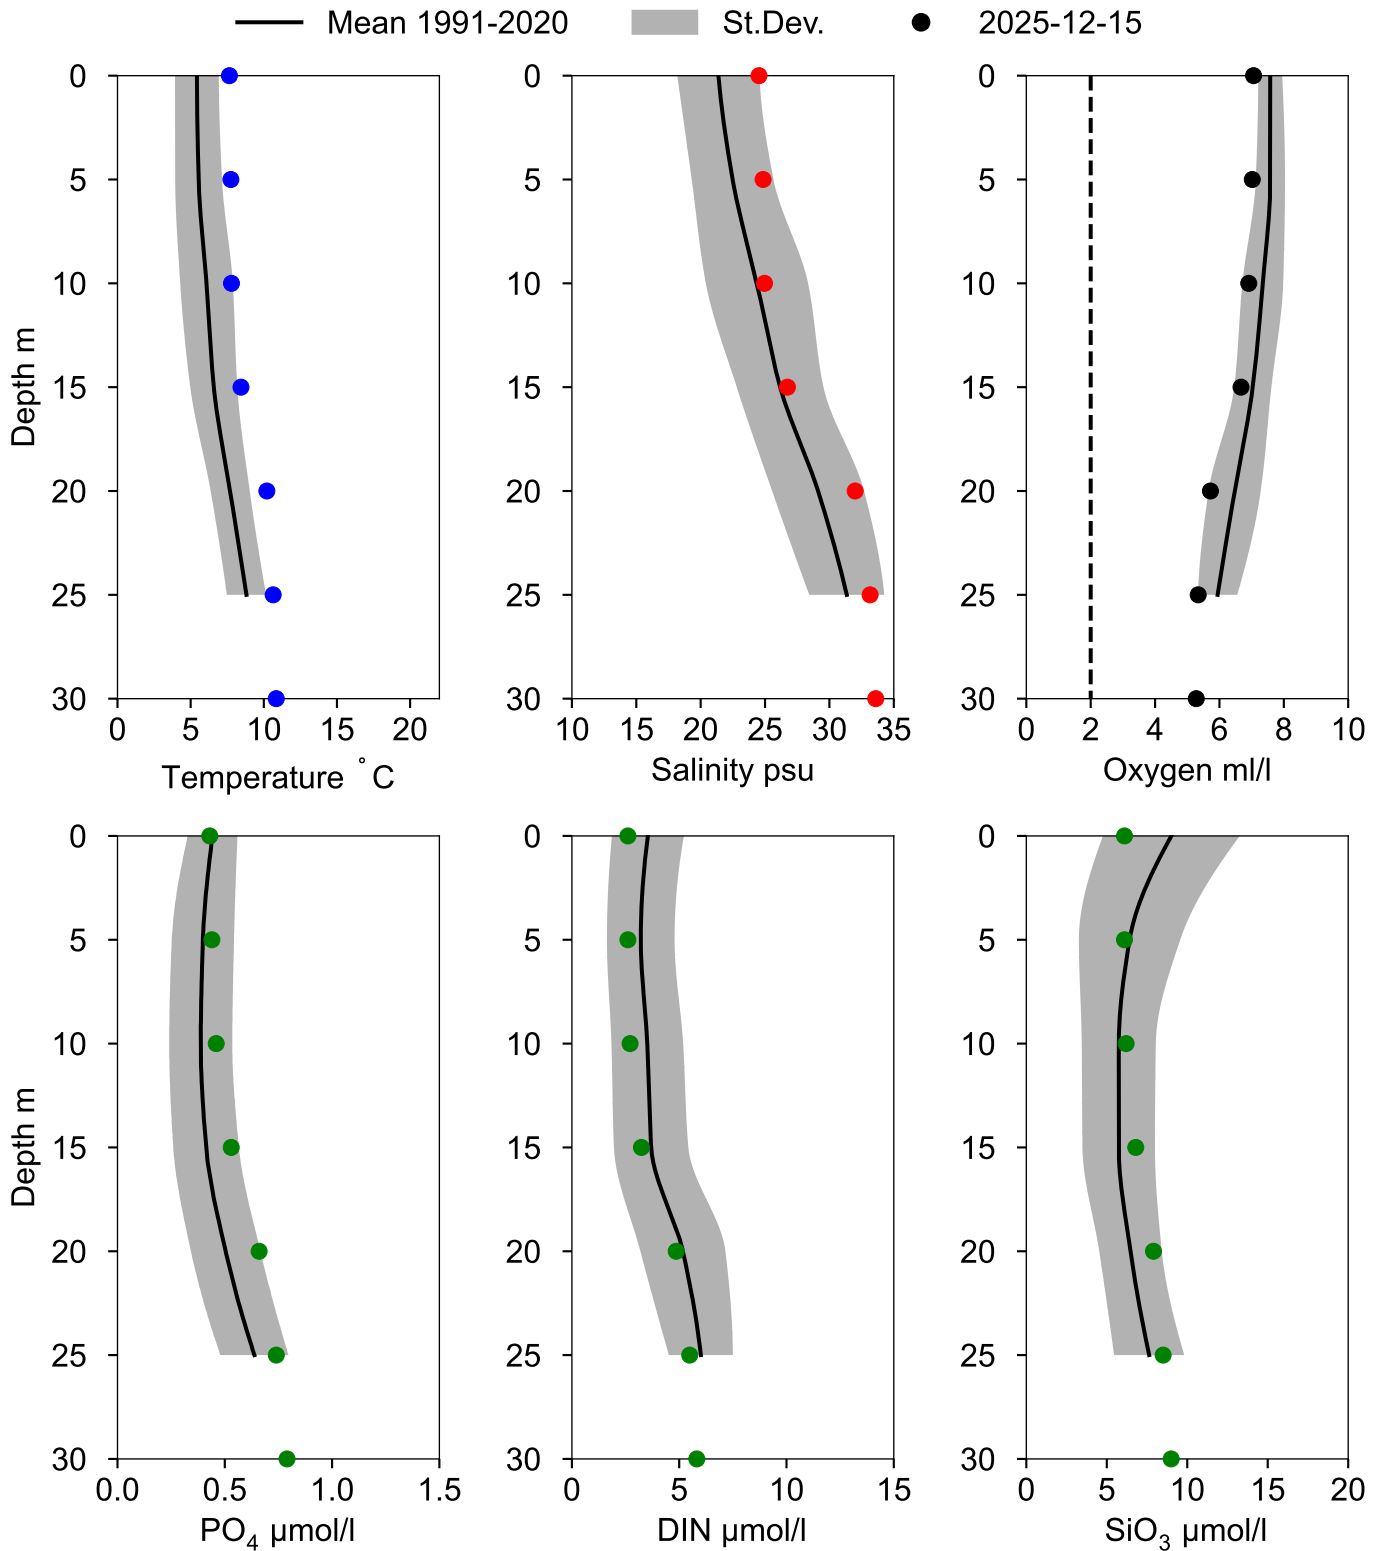 Mean 1991-2020 St.Dev. 2025-12-15
0 0 0
5 5 5
10 10 10
15 15 15
20 20 20
25 25 25
30 30 30
Depth m
0 5 10 15 20 10 15 20 25 30 35 0 2 4 6 8 10
Temperature °C Salinity psu Oxygen ml/l
0 0 0
5 5 5
10 10 10
15 15 15
20 20 20
25 25 25
30 30 30
Depth m
0.0 0.5 1.0 1.5 0 5 10 15 0 5 10 15 20
PO₄ µmol/l DIN µmol/l SiO₃ µmol/l